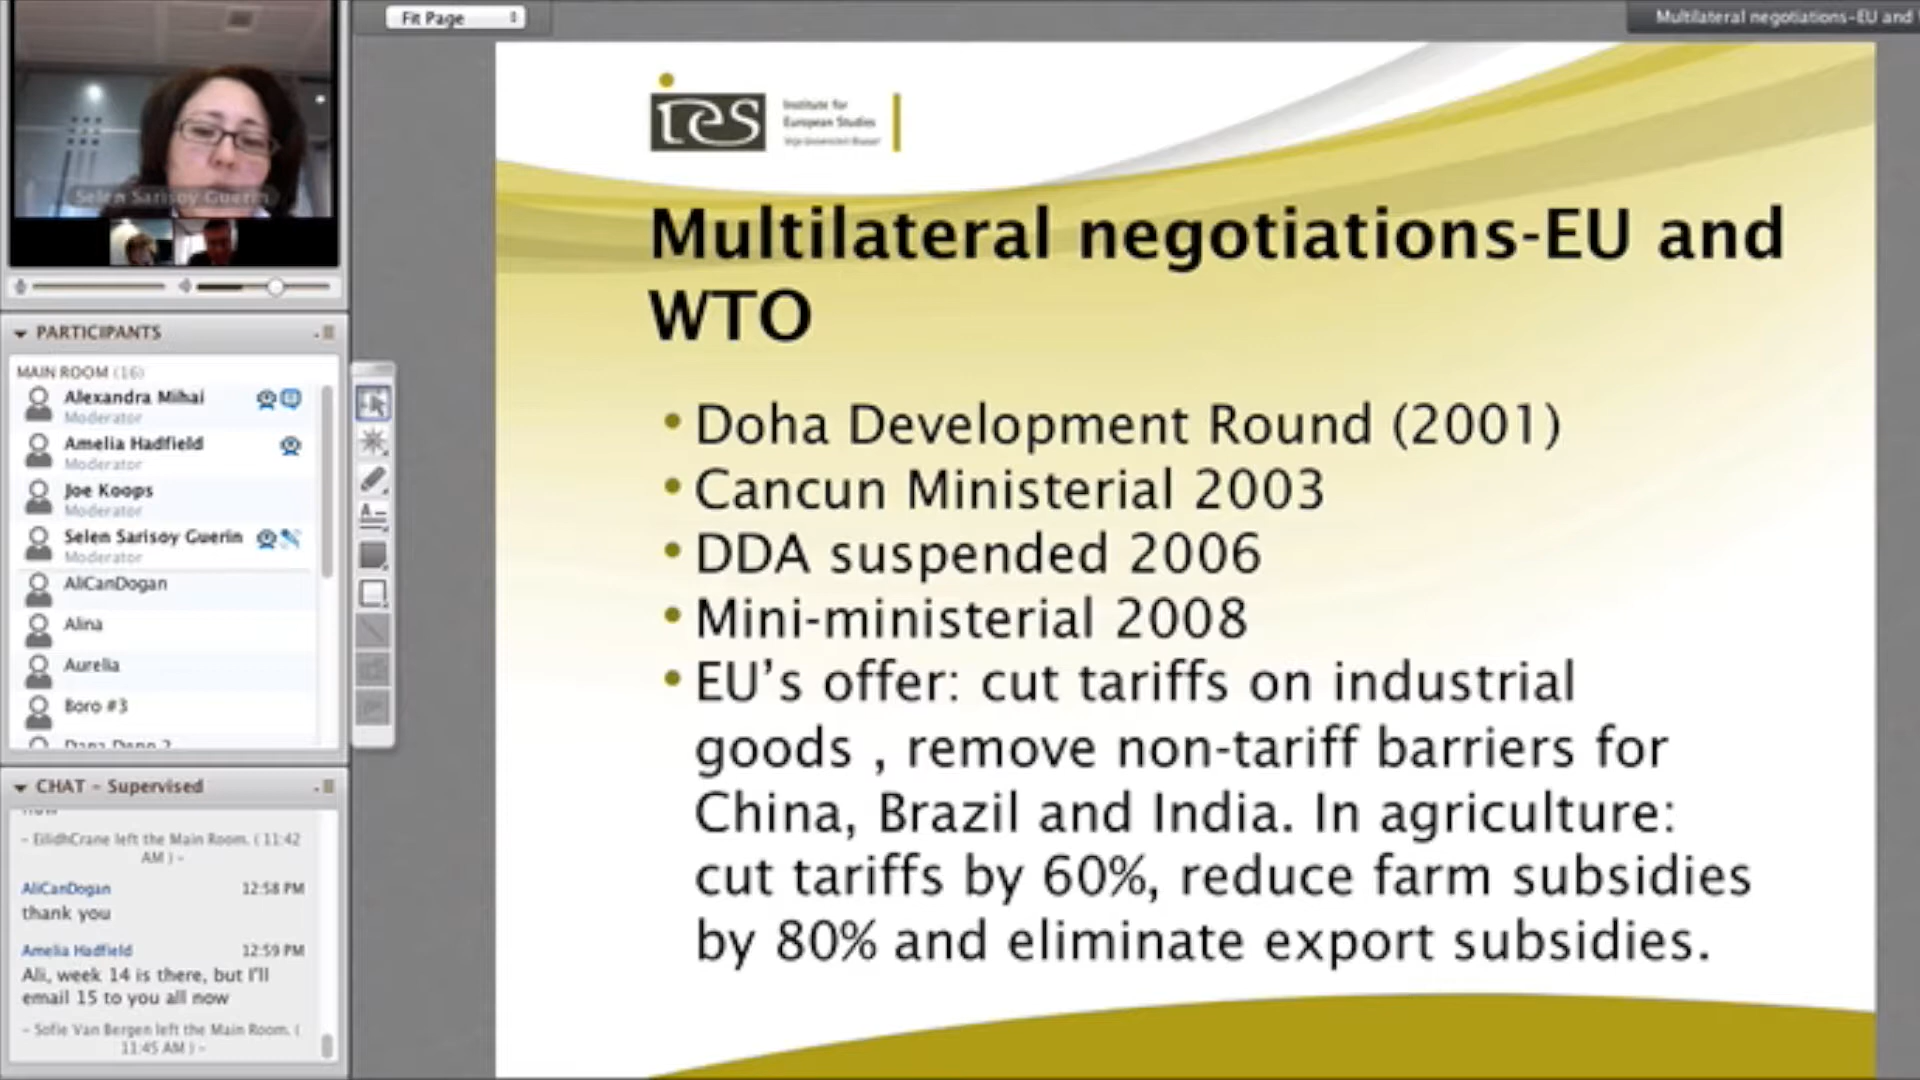 Fit Page
Multilateral negotiations-EU and
Selen Sarisoy Guerin
PARTICIPANTS
MAIN ROOM (16)
Alexandra Mihai
Moderator
Amelia Hadfield
Moderator
Joe Koops
Moderator
Selen Sarisoy Guerin
Moderator
AliCanDogan
Alina
Aurelia
Boro #3
CHAT - Supervised
- EilidhCrane left the Main Room. ( 11:42
AM ) -
AliCanDogan 12:58 PM
thank you
Amelia Hadfield 12:59 PM
Ali, week 14 is there, but I'll
email 15 to you all now
- Sofie Van Bergen left the Main Room. (
11:45 AM ) -
ies
Institute for
European Studies
Multilateral negotiations-EU and
WTO
• Doha Development Round (2001)
• Cancun Ministerial 2003
• DDA suspended 2006
• Mini-ministerial 2008
• EU’s offer: cut tariffs on industrial
goods , remove non-tariff barriers for
China, Brazil and India. In agriculture:
cut tariffs by 60%, reduce farm subsidies
by 80% and eliminate export subsidies.